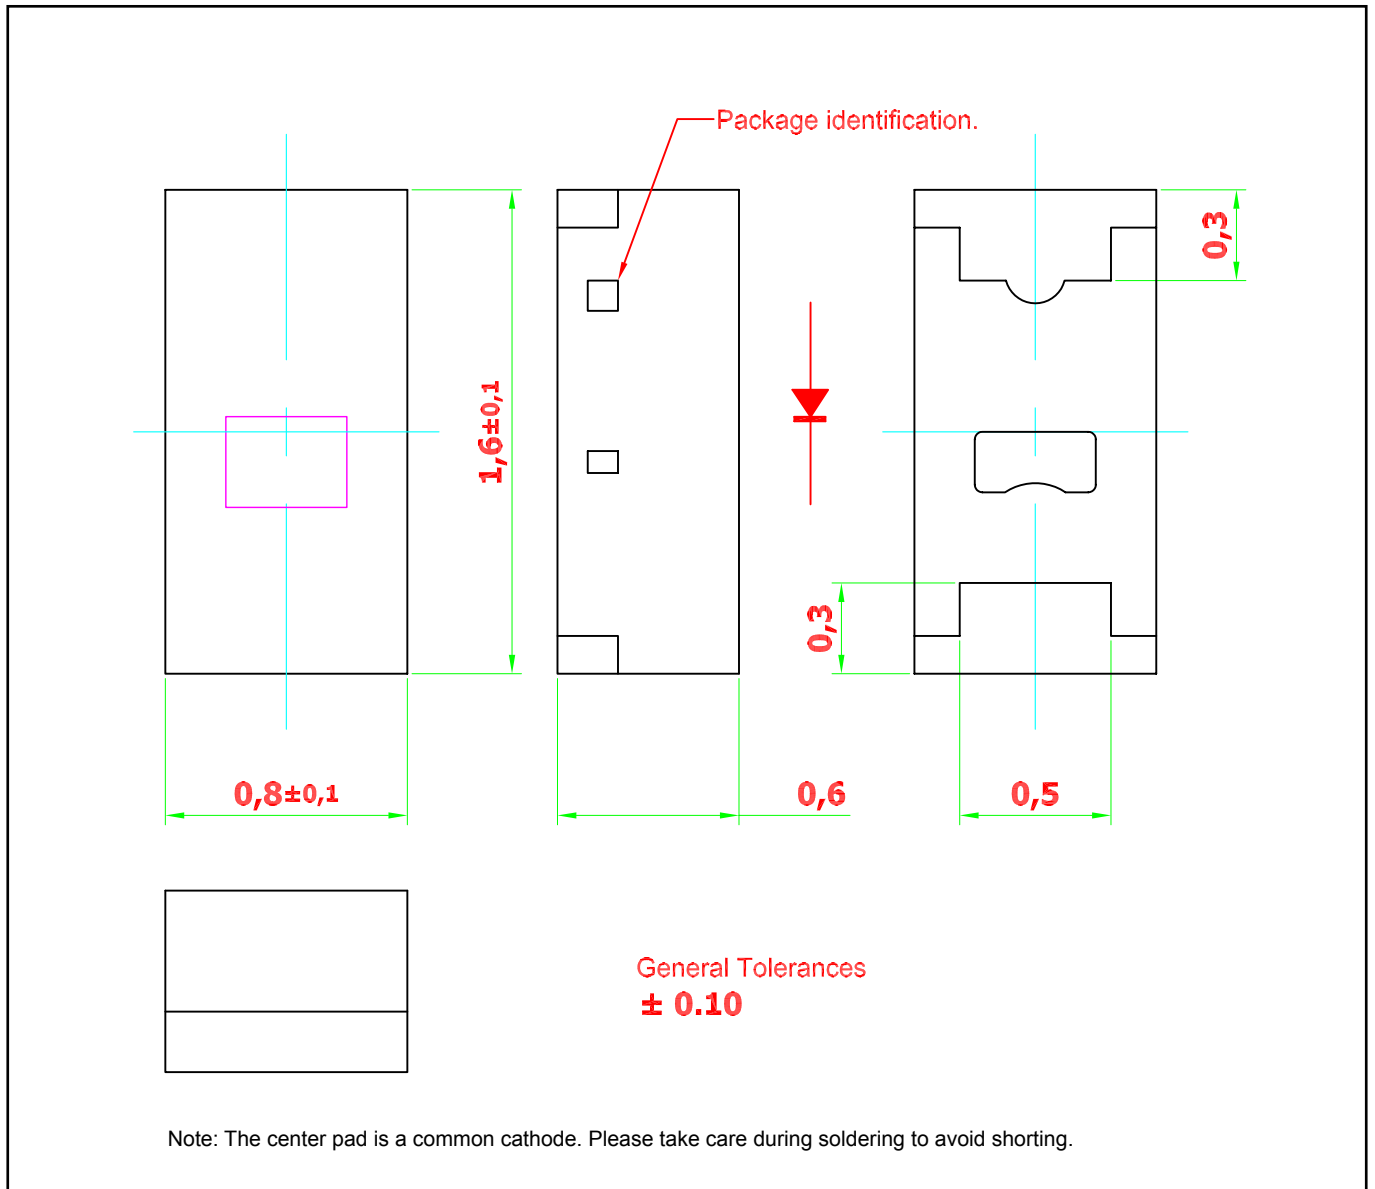 Package identification.
0,3
1,6±0,1
0,3
0,8±0,1
0,6
0,5
General Tolerances
± 0.10
Note: The center pad is a common cathode. Please take care during soldering to avoid shorting.